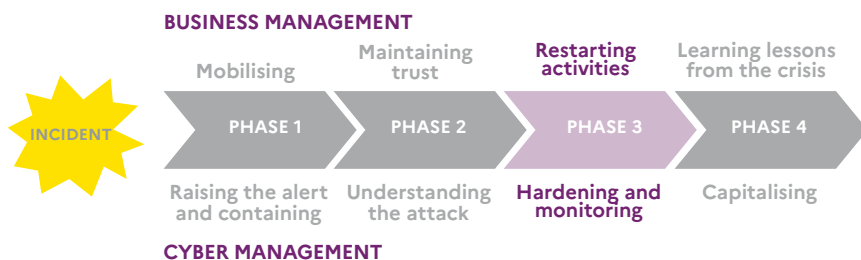 BUSINESS MANAGEMENT
Mobilising
Maintaining
trust
Restarting
activities
Learning lessons
from the crisis
INCIDENT
PHASE 1
PHASE 2
PHASE 3
PHASE 4
Raising the alert
and containing
Understanding
the attack
Hardening and
monitoring
Capitalising
CYBER MANAGEMENT